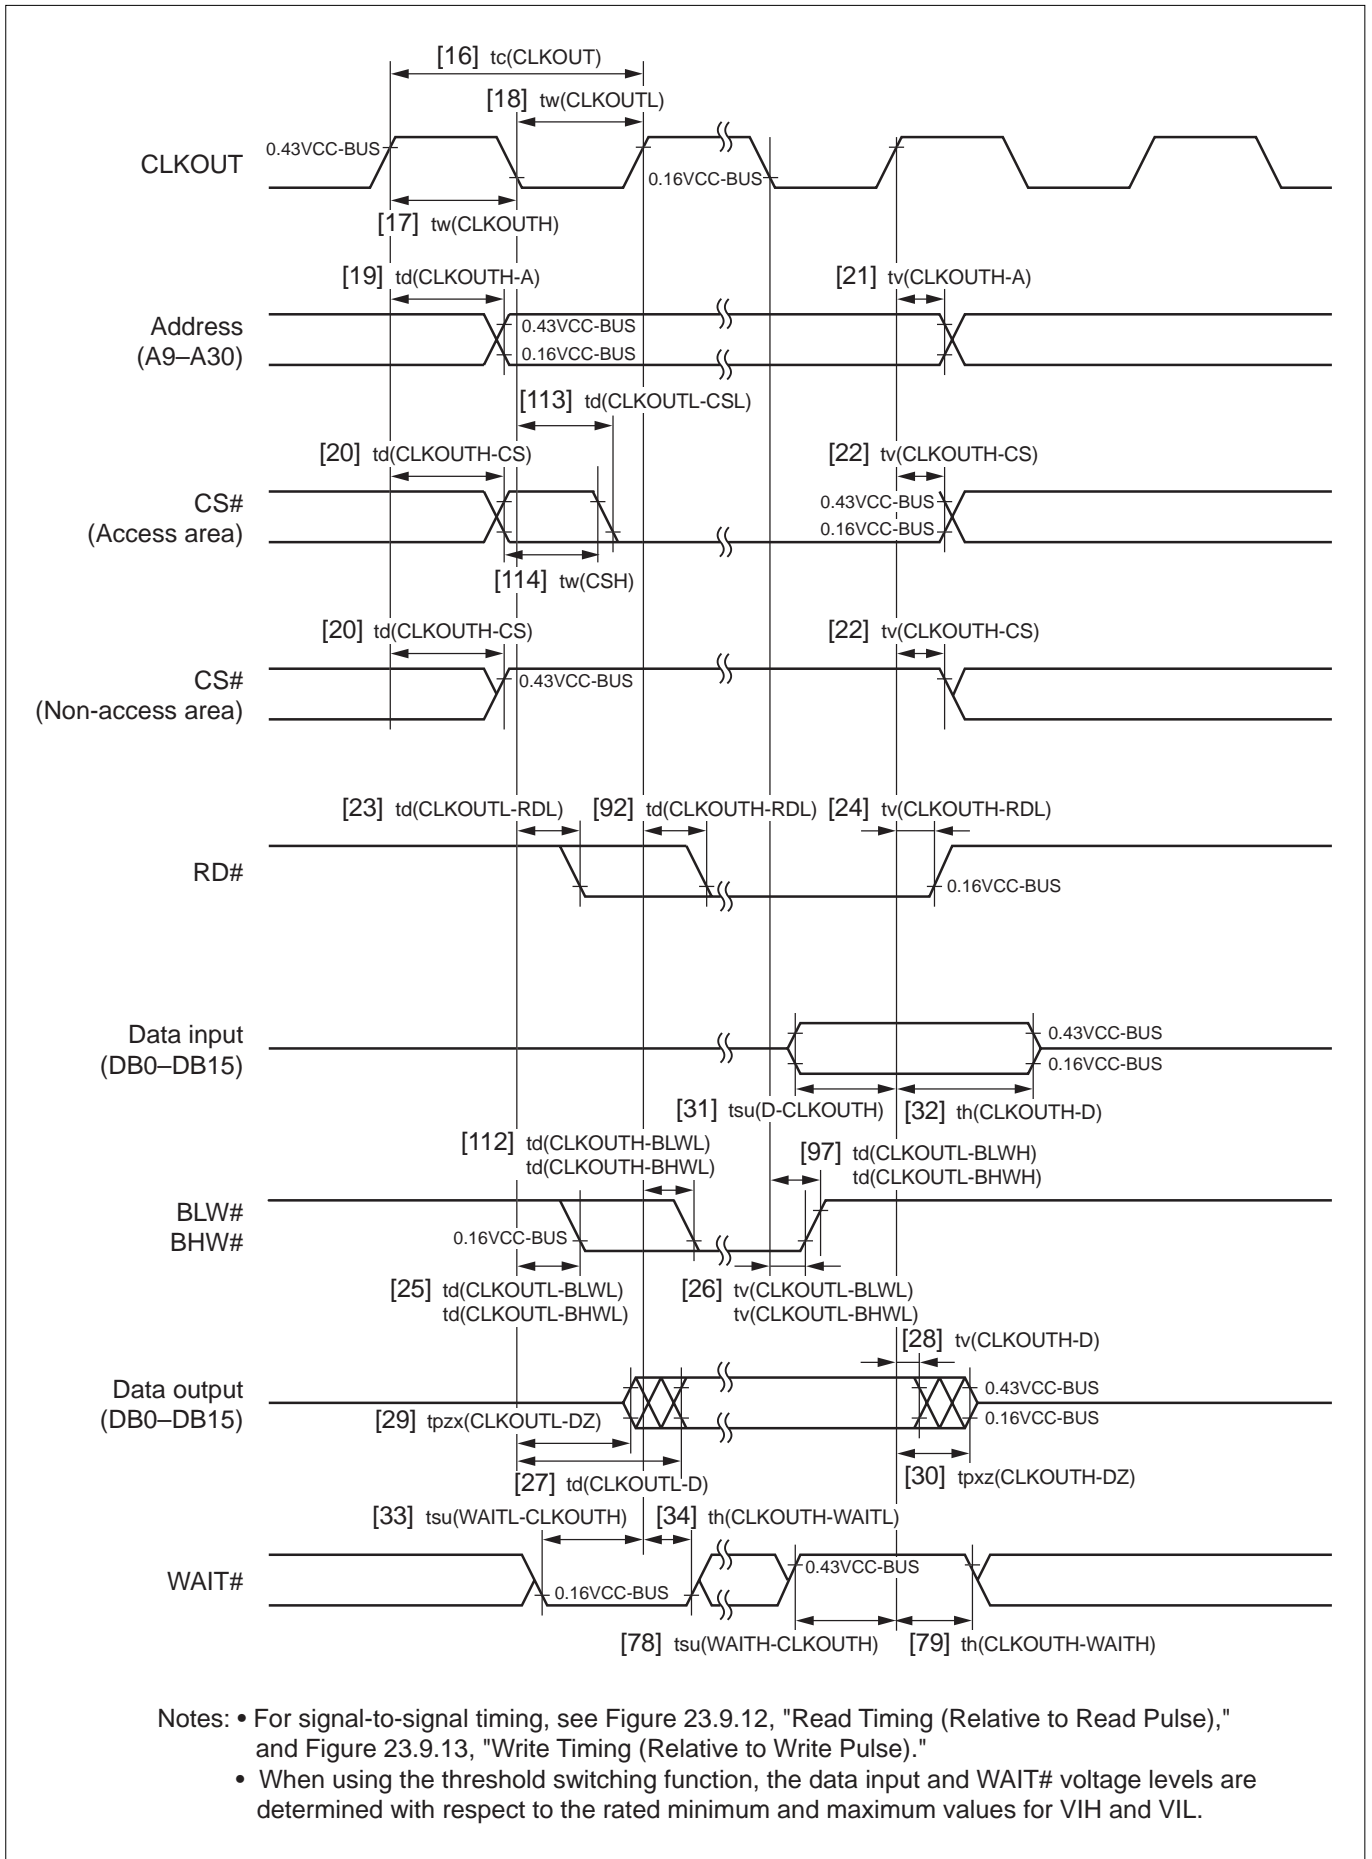 [16] tc(CLKOUT)
[18] tw(CLKOUTL)
CLKOUT
0.43VCC-BUS
0.16VCC-BUS
[17] tw(CLKOUTH)
[19] td(CLKOUTH-A)
[21] tv(CLKOUTH-A)
Address
(A9–A30)
0.43VCC-BUS
0.16VCC-BUS
[113] td(CLKOUTL-CSL)
[20] td(CLKOUTH-CS)
[22] tv(CLKOUTH-CS)
CS#
(Access area)
0.43VCC-BUS
0.16VCC-BUS
[114] tw(CSH)
[20] td(CLKOUTH-CS)
[22] tv(CLKOUTH-CS)
CS#
(Non-access area)
0.43VCC-BUS
[23] td(CLKOUTL-RDL)
[92] td(CLKOUTH-RDL)
[24] tv(CLKOUTH-RDL)
RD#
0.16VCC-BUS
Data input
(DB0–DB15)
0.43VCC-BUS
0.16VCC-BUS
[31] tsu(D-CLKOUTH)
[32] th(CLKOUTH-D)
[112] td(CLKOUTH-BLWL)
td(CLKOUTH-BHWL)
[97] td(CLKOUTL-BLWH)
td(CLKOUTL-BHWH)
BLW#
BHW#
0.16VCC-BUS
[25] td(CLKOUTL-BLWL)
td(CLKOUTL-BHWL)
[26] tv(CLKOUTL-BLWL)
tv(CLKOUTL-BHWL)
[28] tv(CLKOUTH-D)
Data output
(DB0–DB15)
0.43VCC-BUS
0.16VCC-BUS
[29] tpzx(CLKOUTL-DZ)
[27] td(CLKOUTL-D)
[30] tpxz(CLKOUTH-DZ)
[33] tsu(WAITL-CLKOUTH)
[34] th(CLKOUTH-WAITL)
WAIT#
0.16VCC-BUS
0.43VCC-BUS
[78] tsu(WAITH-CLKOUTH)
[79] th(CLKOUTH-WAITH)
Notes: • For signal-to-signal timing, see Figure 23.9.12, "Read Timing (Relative to Read Pulse),"
and Figure 23.9.13, "Write Timing (Relative to Write Pulse)."
• When using the threshold switching function, the data input and WAIT# voltage levels are
determined with respect to the rated minimum and maximum values for VIH and VIL.